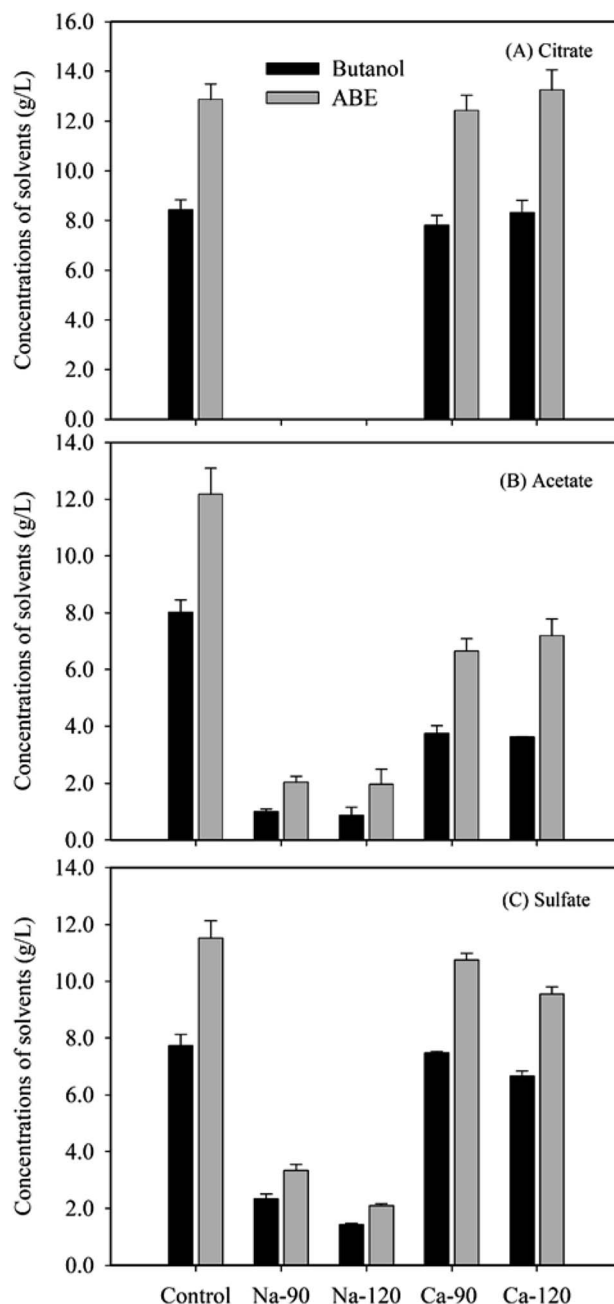 16.0
(A) Citrate
14.0
Butanol
ABE
12.0
10.0
8.0
6.0
4.0
2.0
0.0
Concentrations of solvents (g/L)
14.0
(B) Acetate
12.0
10.0
8.0
6.0
4.0
2.0
0.0
Concentrations of solvents (g/L)
14.0
(C) Sulfate
12.0
10.0
8.0
6.0
4.0
2.0
0.0
Concentrations of solvents (g/L)
Control Na-90 Na-120 Ca-90 Ca-120